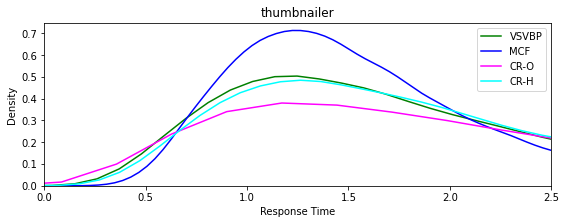 thumbnailer
VSVBP
MCF
CR-O
CR-H
Density
0.7
0.6
0.5
0.4
0.3
0.2
0.1
0.0
0.0 0.5 1.0 1.5 2.0 2.5
Response Time